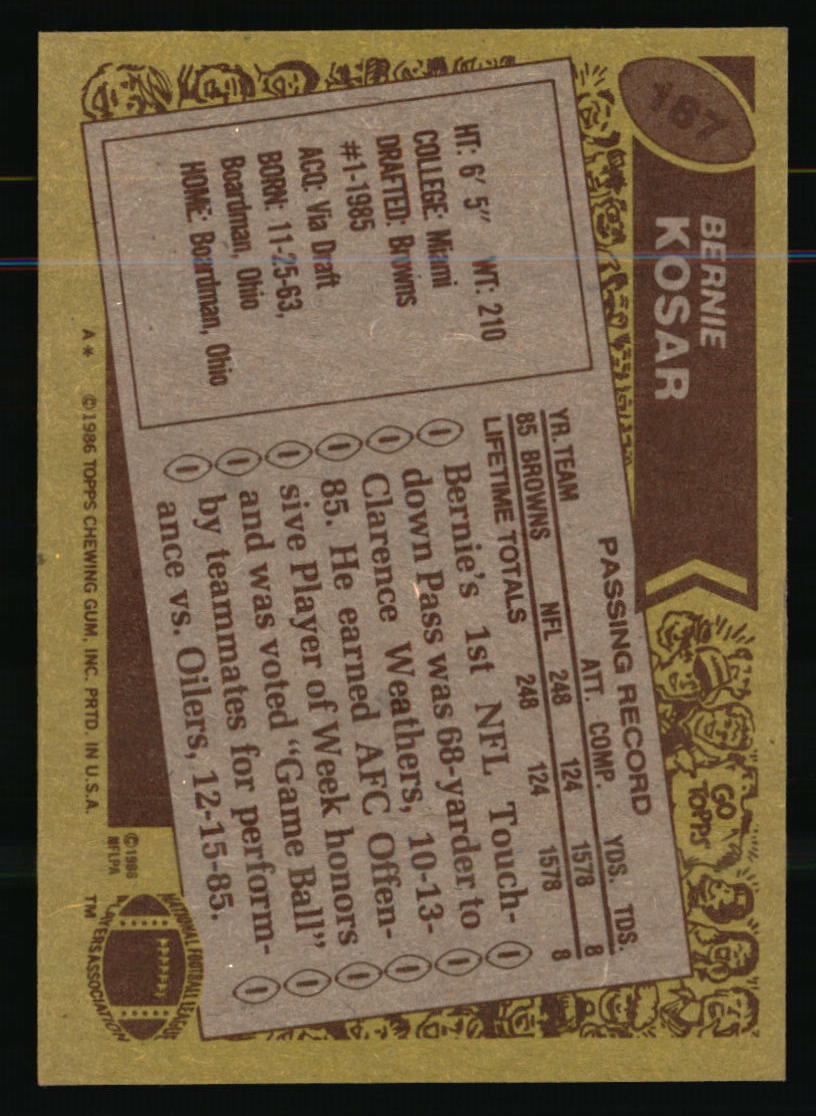 187
BERNIE
KOSAR
GO
TOPPS
HT: 6′ 5″ WT: 210
COLLEGE: Miami
DRAFTED: Browns
#1-1985
ACQ: Via Draft
BORN: 11-25-63,
Boardman, Ohio
HOME: Boardman, Ohio
PASSING RECORD
YR. TEAM ATT. COMP. YDS. TDS.
85 BROWNS NFL 248 124 1578 8
LIFETIME TOTALS 248 124 1578 8
Bernie's 1st NFL Touch-
down Pass was 68-yarder to
Clarence Weathers, 10-13-
85. He earned AFC Offen-
sive Player of Week honors
and was voted “Game Ball”
by teammates for perform-
ance vs. Oilers, 12-15-85.
A* ©1986 TOPPS CHEWING GUM, INC. PRTD. IN U.S.A.
©1986
NFLPA
NATIONAL FOOTBALL LEAGUE
PLAYERS ASSOCIATION
TM